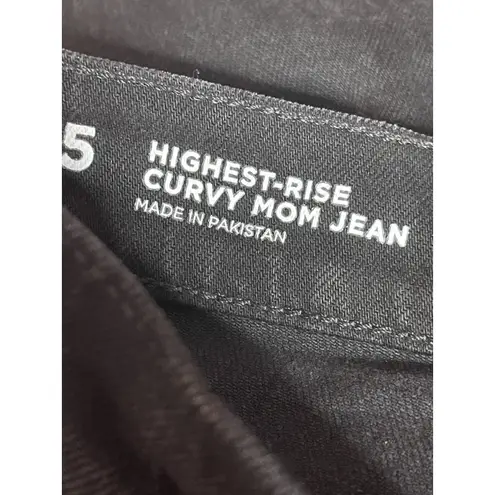 5
HIGHEST-RISE
CURVY MOM JEAN
MADE IN PAKISTAN